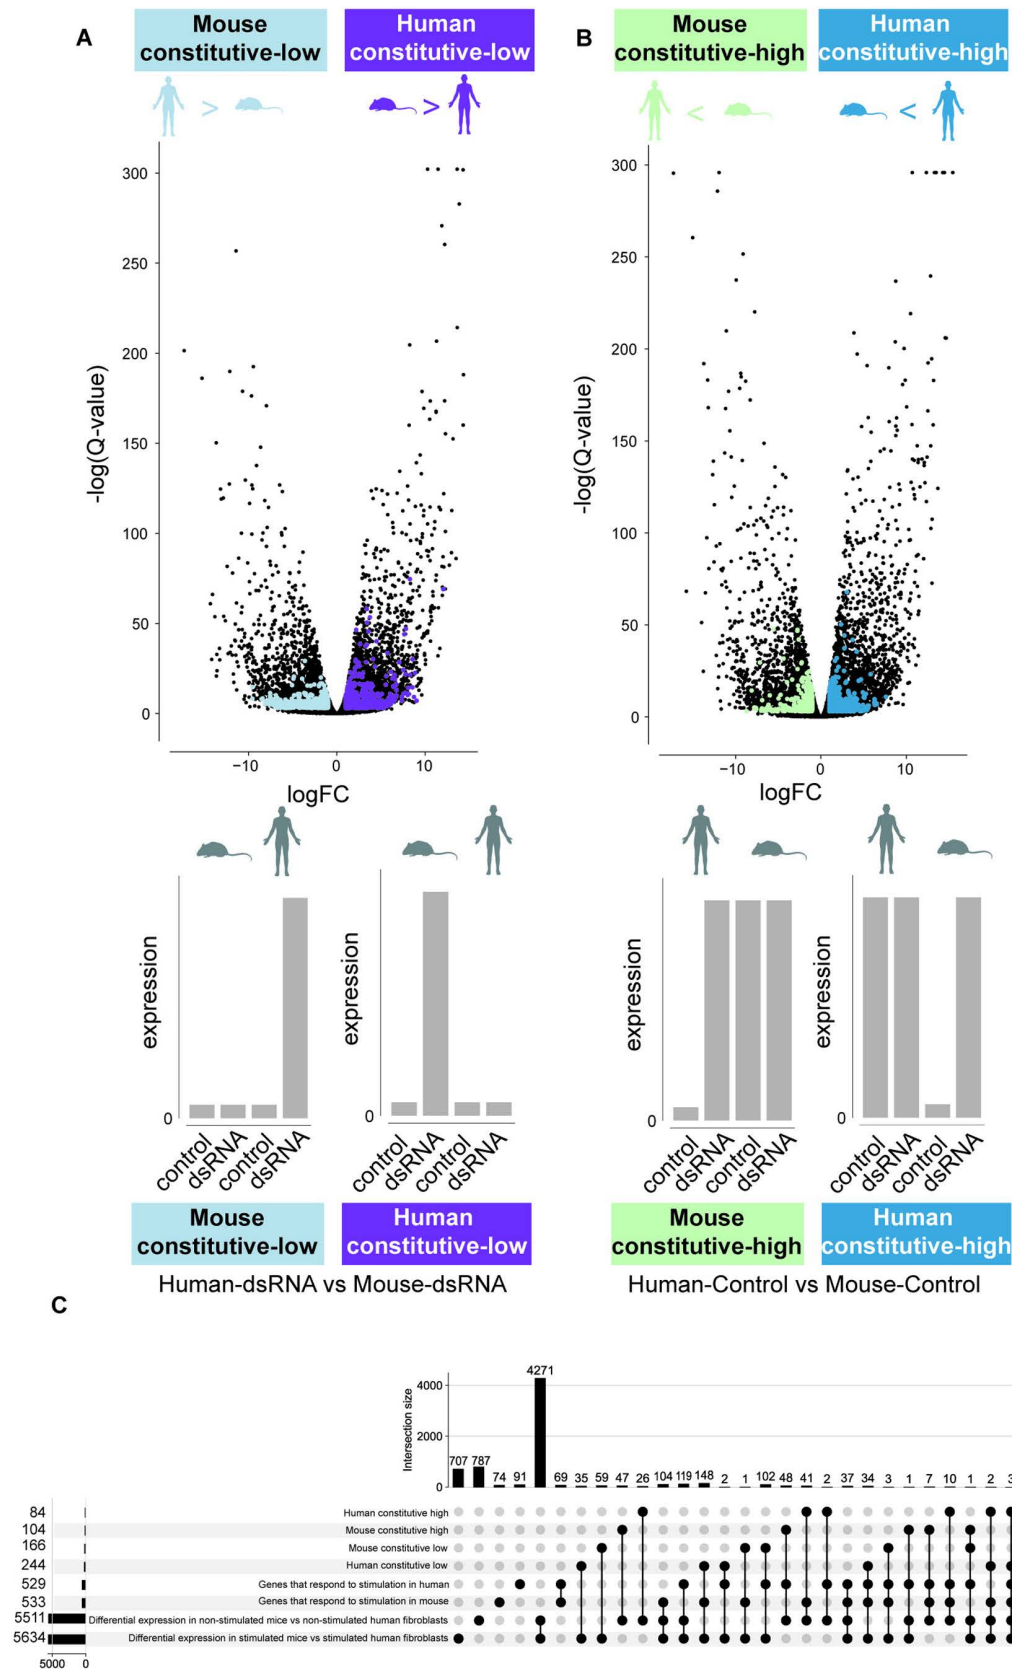 A
Mouse
constitutive-low
Human
constitutive-low
B
Mouse
constitutive-high
Human
constitutive-high
>
>
<
<
-log(Q-value)
300
250
200
150
100
50
0
−10
0
10
logFC
-log(Q-value)
300
250
200
150
100
50
0
−10
0
10
logFC
expression
0
control
dsRNA
control
dsRNA
expression
0
control
dsRNA
control
dsRNA
expression
0
control
dsRNA
control
dsRNA
expression
0
control
dsRNA
control
dsRNA
Mouse
constitutive-low
Human
constitutive-low
Mouse
constitutive-high
Human
constitutive-high
Human-dsRNA vs Mouse-dsRNA
Human-Control vs Mouse-Control
C
Intersection size
4000
2000
0
707 787 74 91 4271 69 35 59 47 26 104 119 148 2 1 102 48 41 2 37 34 3 1 7 10 1 2 3
84 Human constitutive high
104 Mouse constitutive high
166 Mouse constitutive low
244 Human constitutive low
529 Genes that respond to stimulation in human
533 Genes that respond to stimulation in mouse
5511 Differential expression in non-stimulated mice vs non-stimulated human fibroblasts
5634 Differential expression in stimulated mice vs stimulated human fibroblasts
5000 0